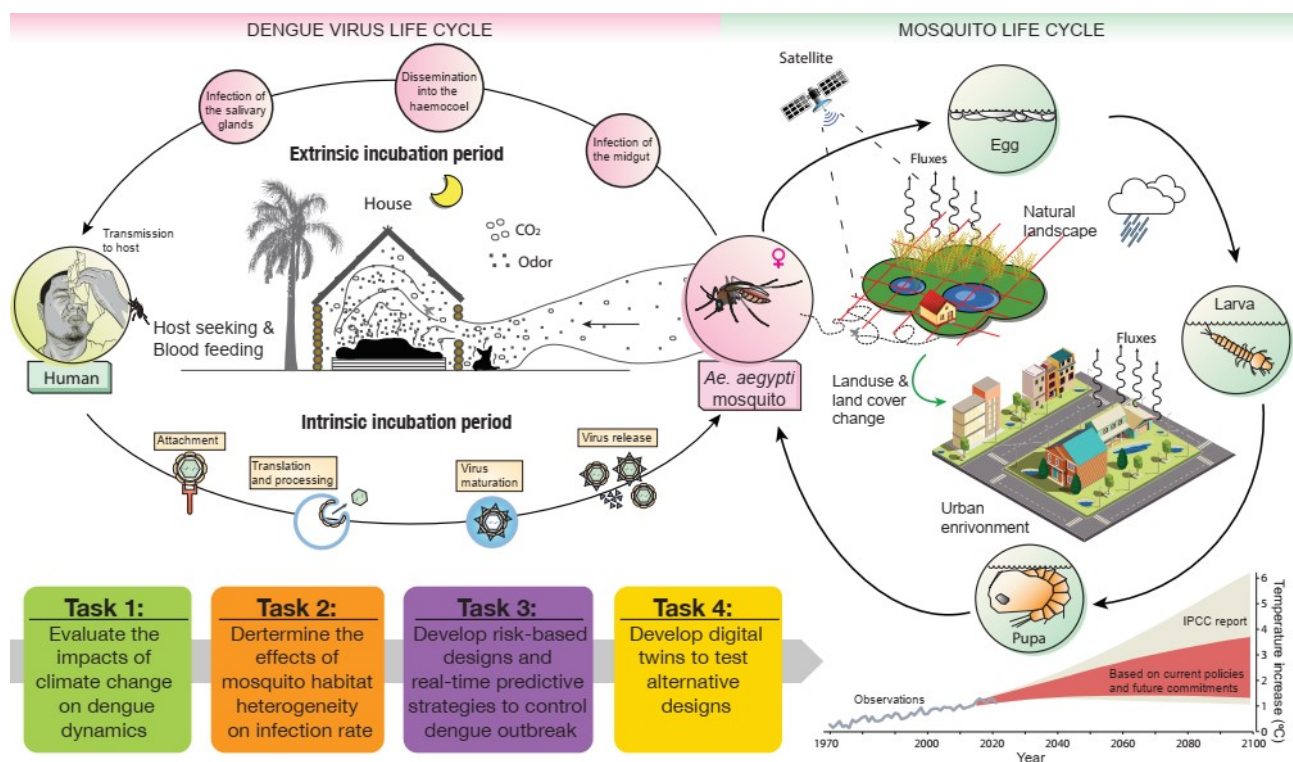 DENGUE VIRUS LIFE CYCLE
MOSQUITO LIFE CYCLE
Dissemination
into the
haemocoel
Infection of
the salivary
glands
Infection of
the midgut
Extrinsic incubation period
House
CO₂
Odor
Transmission
to host
Host seeking &
Blood feeding
Human
♀
Ae. aegypti
mosquito
Intrinsic incubation period
Attachment
Translation
and processing
Virus
maturation
Virus release
Satellite
Egg
Fluxes
Natural
landscape
Larva
Fluxes
Landuse &
land cover
change
Urban
enrivonment
Pupa
Task 1:
Evaluate the
impacts of
climate change
on dengue
dynamics
Task 2:
Dertermine the
effects of
mosquito habitat
heterogeneity
on infection rate
Task 3:
Develop risk-based
designs and
real-time predictive
strategies to control
dengue outbreak
Task 4:
Develop digital
twins to test
alternative
designs
IPCC report
Based on current policies
and future commitments
Observations
6
5
4
3
2
1
0
Temperature increase (ºC)
1970 2000 2020 2040 2060 2080 2100
Year